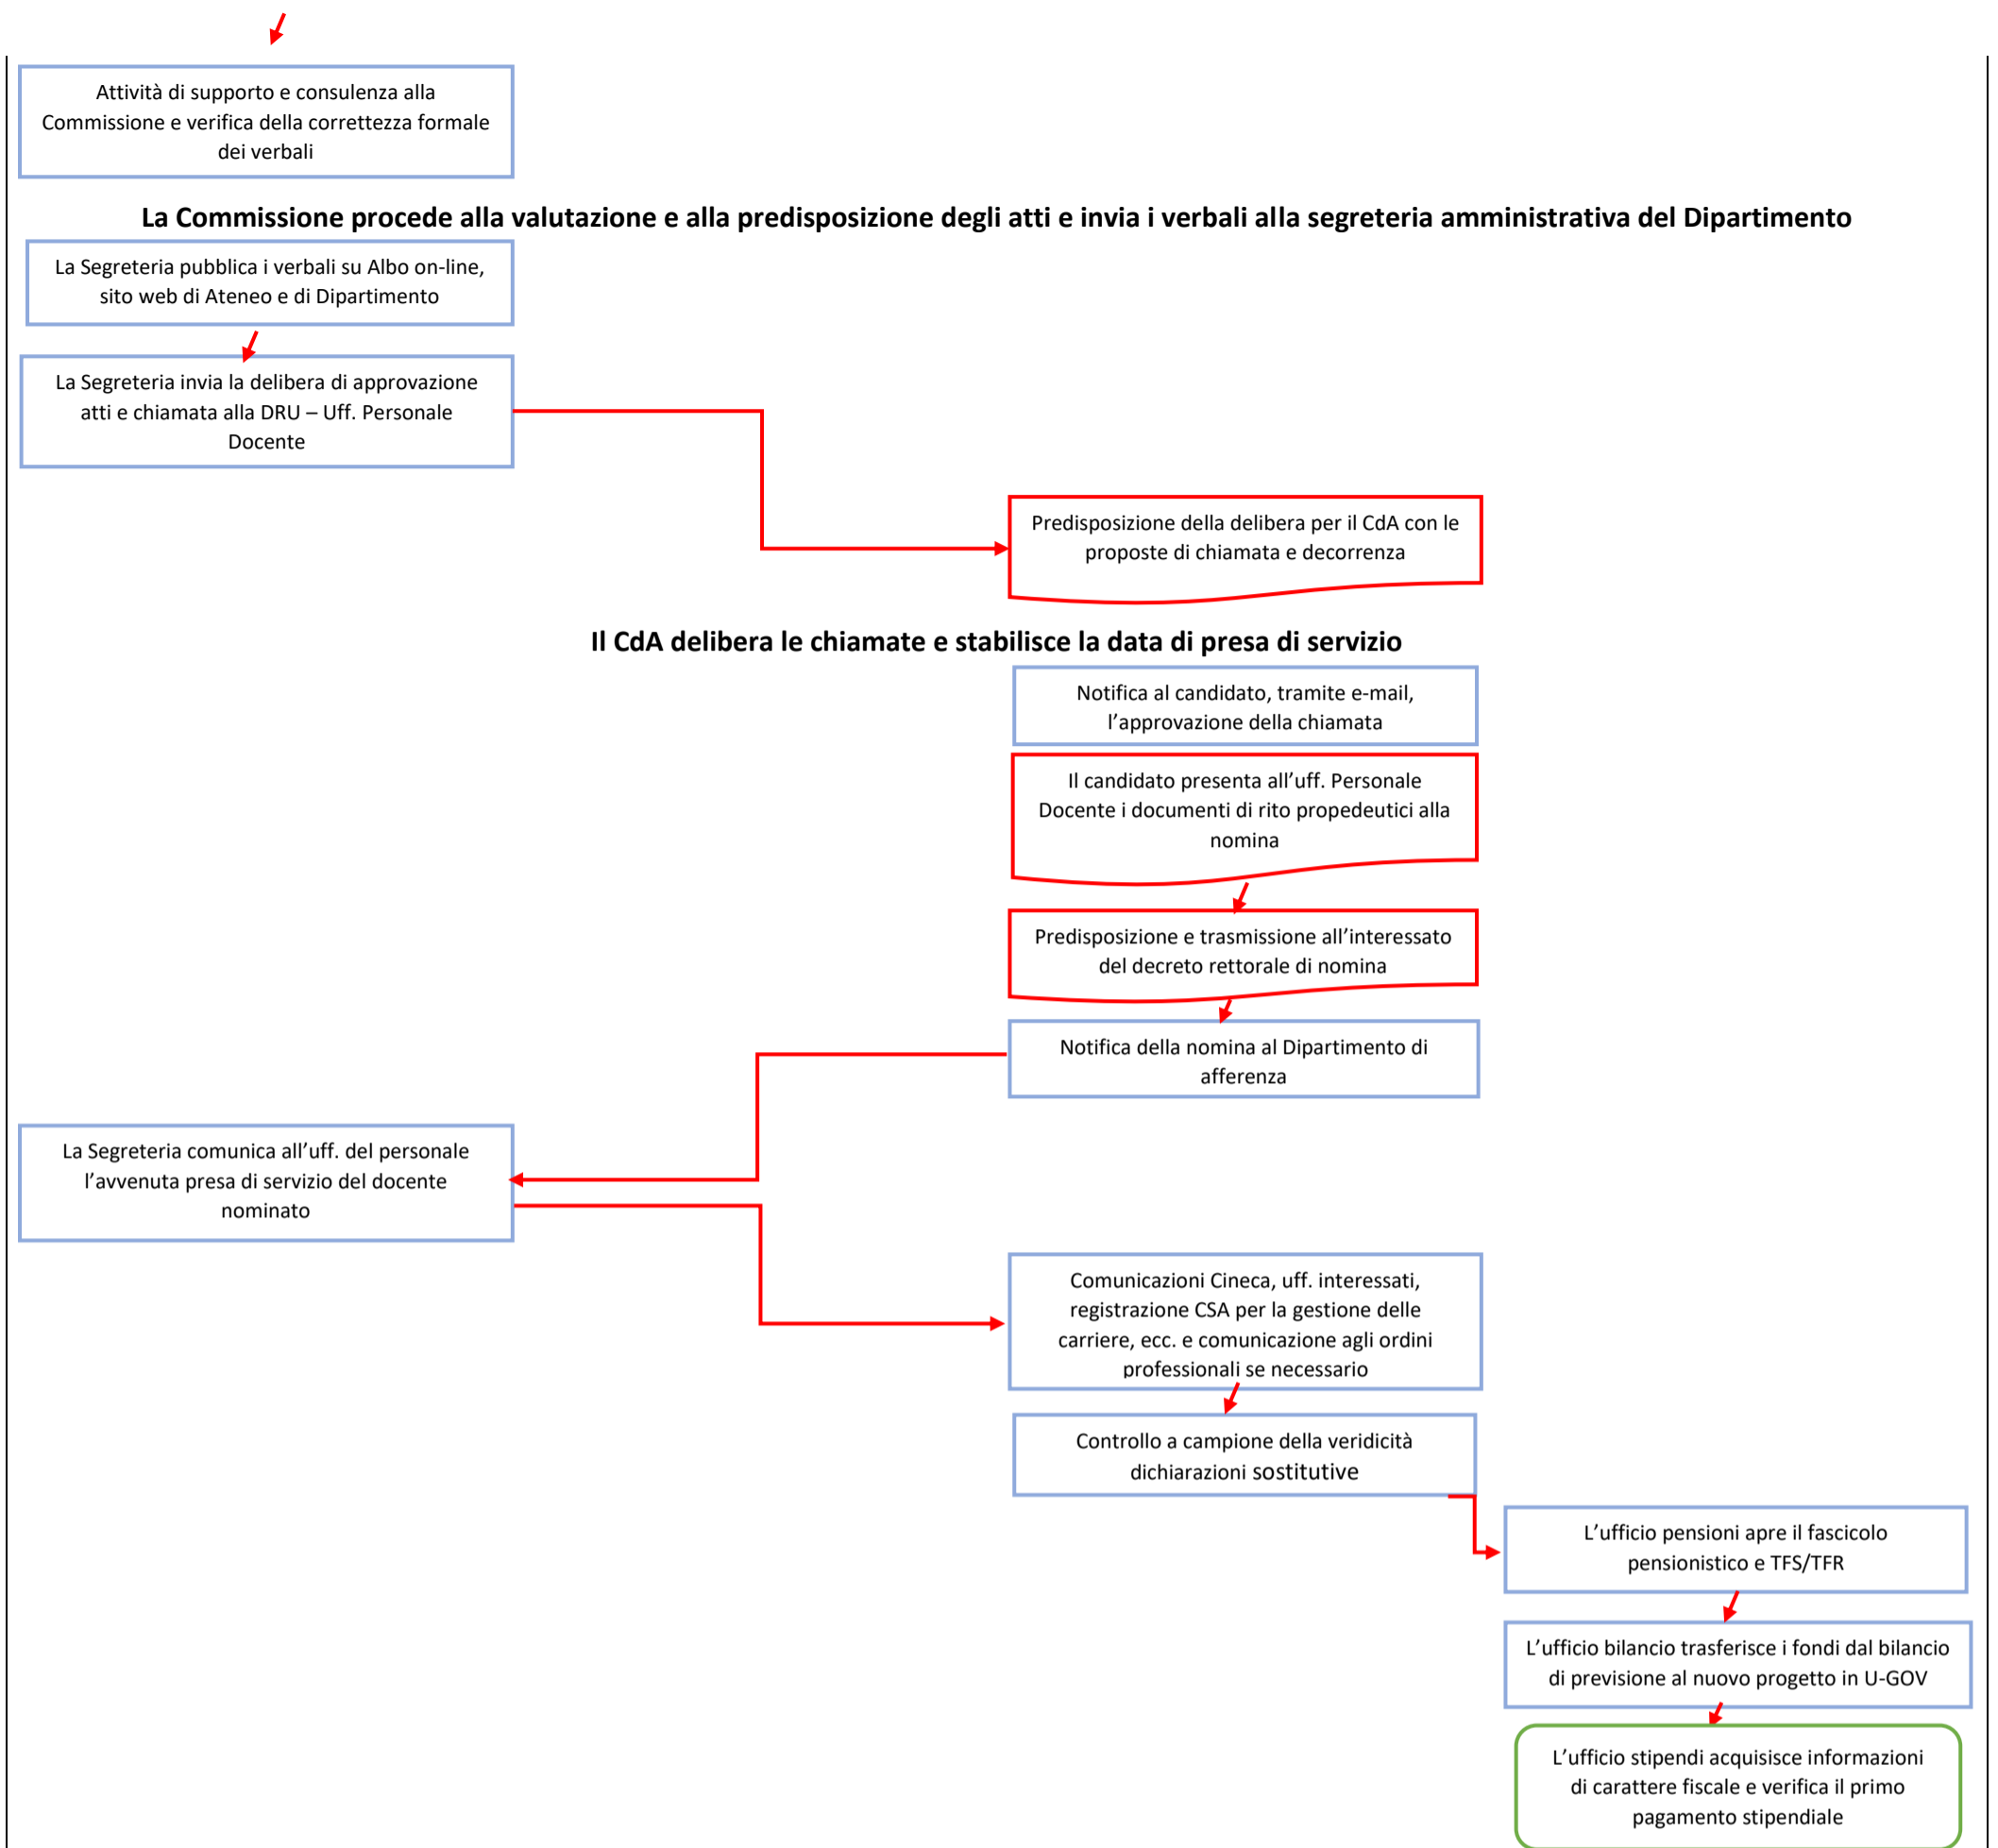 Attività di supporto e consulenza alla
Commissione e verifica della correttezza formale
dei verbali
La Commissione procede alla valutazione e alla predisposizione degli atti e invia i verbali alla segreteria amministrativa del Dipartimento
La Segreteria pubblica i verbali su Albo on-line,
sito web di Ateneo e di Dipartimento
La Segreteria invia la delibera di approvazione
atti e chiamata alla DRU – Uff. Personale
Docente
Predisposizione della delibera per il CdA con le
proposte di chiamata e decorrenza
Il CdA delibera le chiamate e stabilisce la data di presa di servizio
Notifica al candidato, tramite e-mail,
l’approvazione della chiamata
Il candidato presenta all’uff. Personale
Docente i documenti di rito propedeutici alla
nomina
Predisposizione e trasmissione all’interessato
del decreto rettorale di nomina
Notifica della nomina al Dipartimento di
afferenza
La Segreteria comunica all’uff. del personale
l’avvenuta presa di servizio del docente
nominato
Comunicazioni Cineca, uff. interessati,
registrazione CSA per la gestione delle
carriere, ecc. e comunicazione agli ordini
professionali se necessario
Controllo a campione della veridicità
dichiarazioni sostitutive
L’ufficio pensioni apre il fascicolo
pensionistico e TFS/TFR
L’ufficio bilancio trasferisce i fondi dal bilancio
di previsione al nuovo progetto in U-GOV
L’ufficio stipendi acquisisce informazioni
di carattere fiscale e verifica il primo
pagamento stipendiale